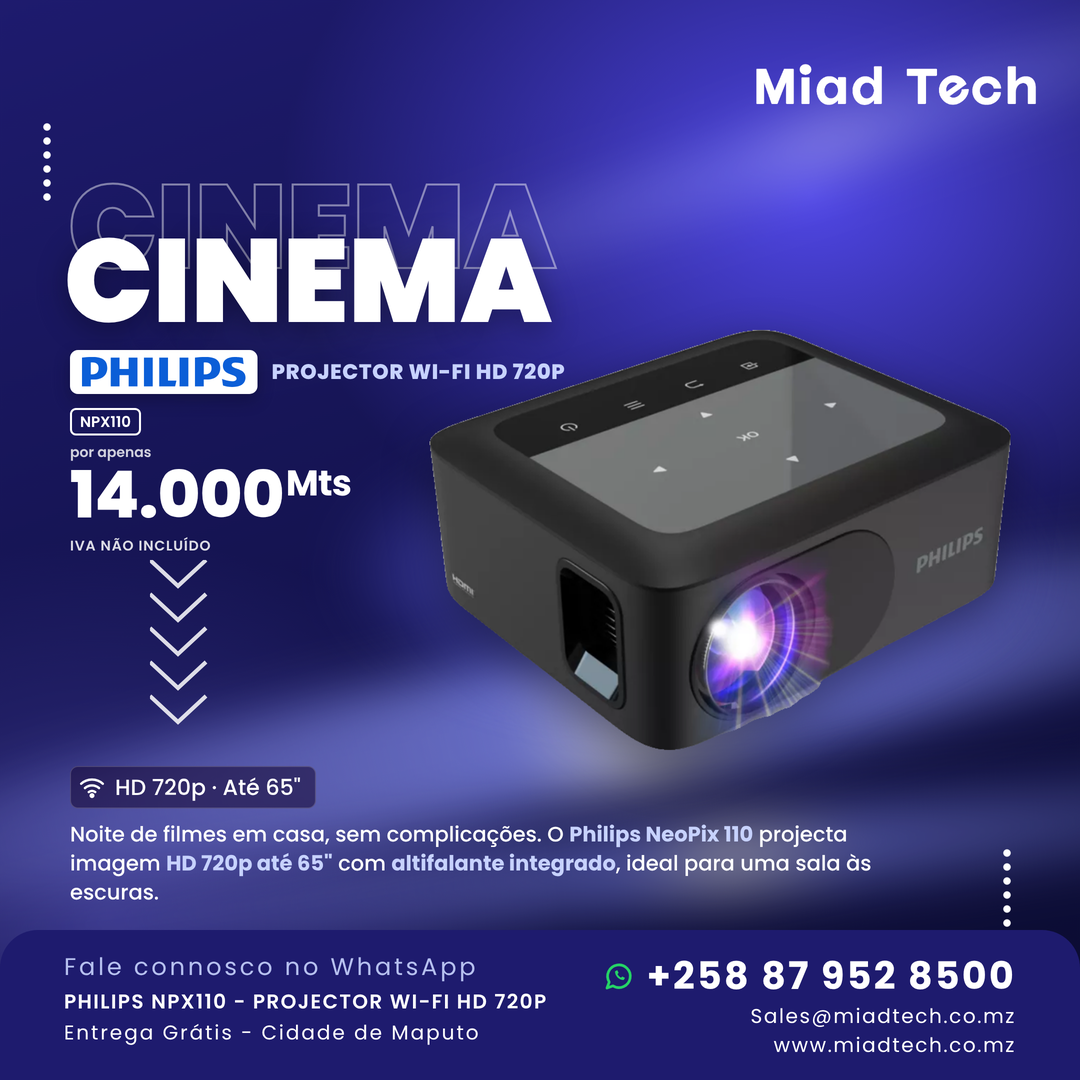 Miad Tech
CINEMA
CINEMA
PHILIPS PROJECTOR WI-FI HD 720P
NPX110
por apenas
14.000Mts
IVA NÃO INCLUÍDO
OK
PHILIPS
HDMI
HD 720p · Até 65"
Noite de filmes em casa, sem complicações. O Philips NeoPix 110 projecta
imagem HD 720p até 65" com altifalante integrado, ideal para uma sala às
escuras.
Fale connosco no WhatsApp
PHILIPS NPX110 - PROJECTOR WI-FI HD 720P
Entrega Grátis - Cidade de Maputo
+258 87 952 8500
Sales@miadtech.co.mz
www.miadtech.co.mz